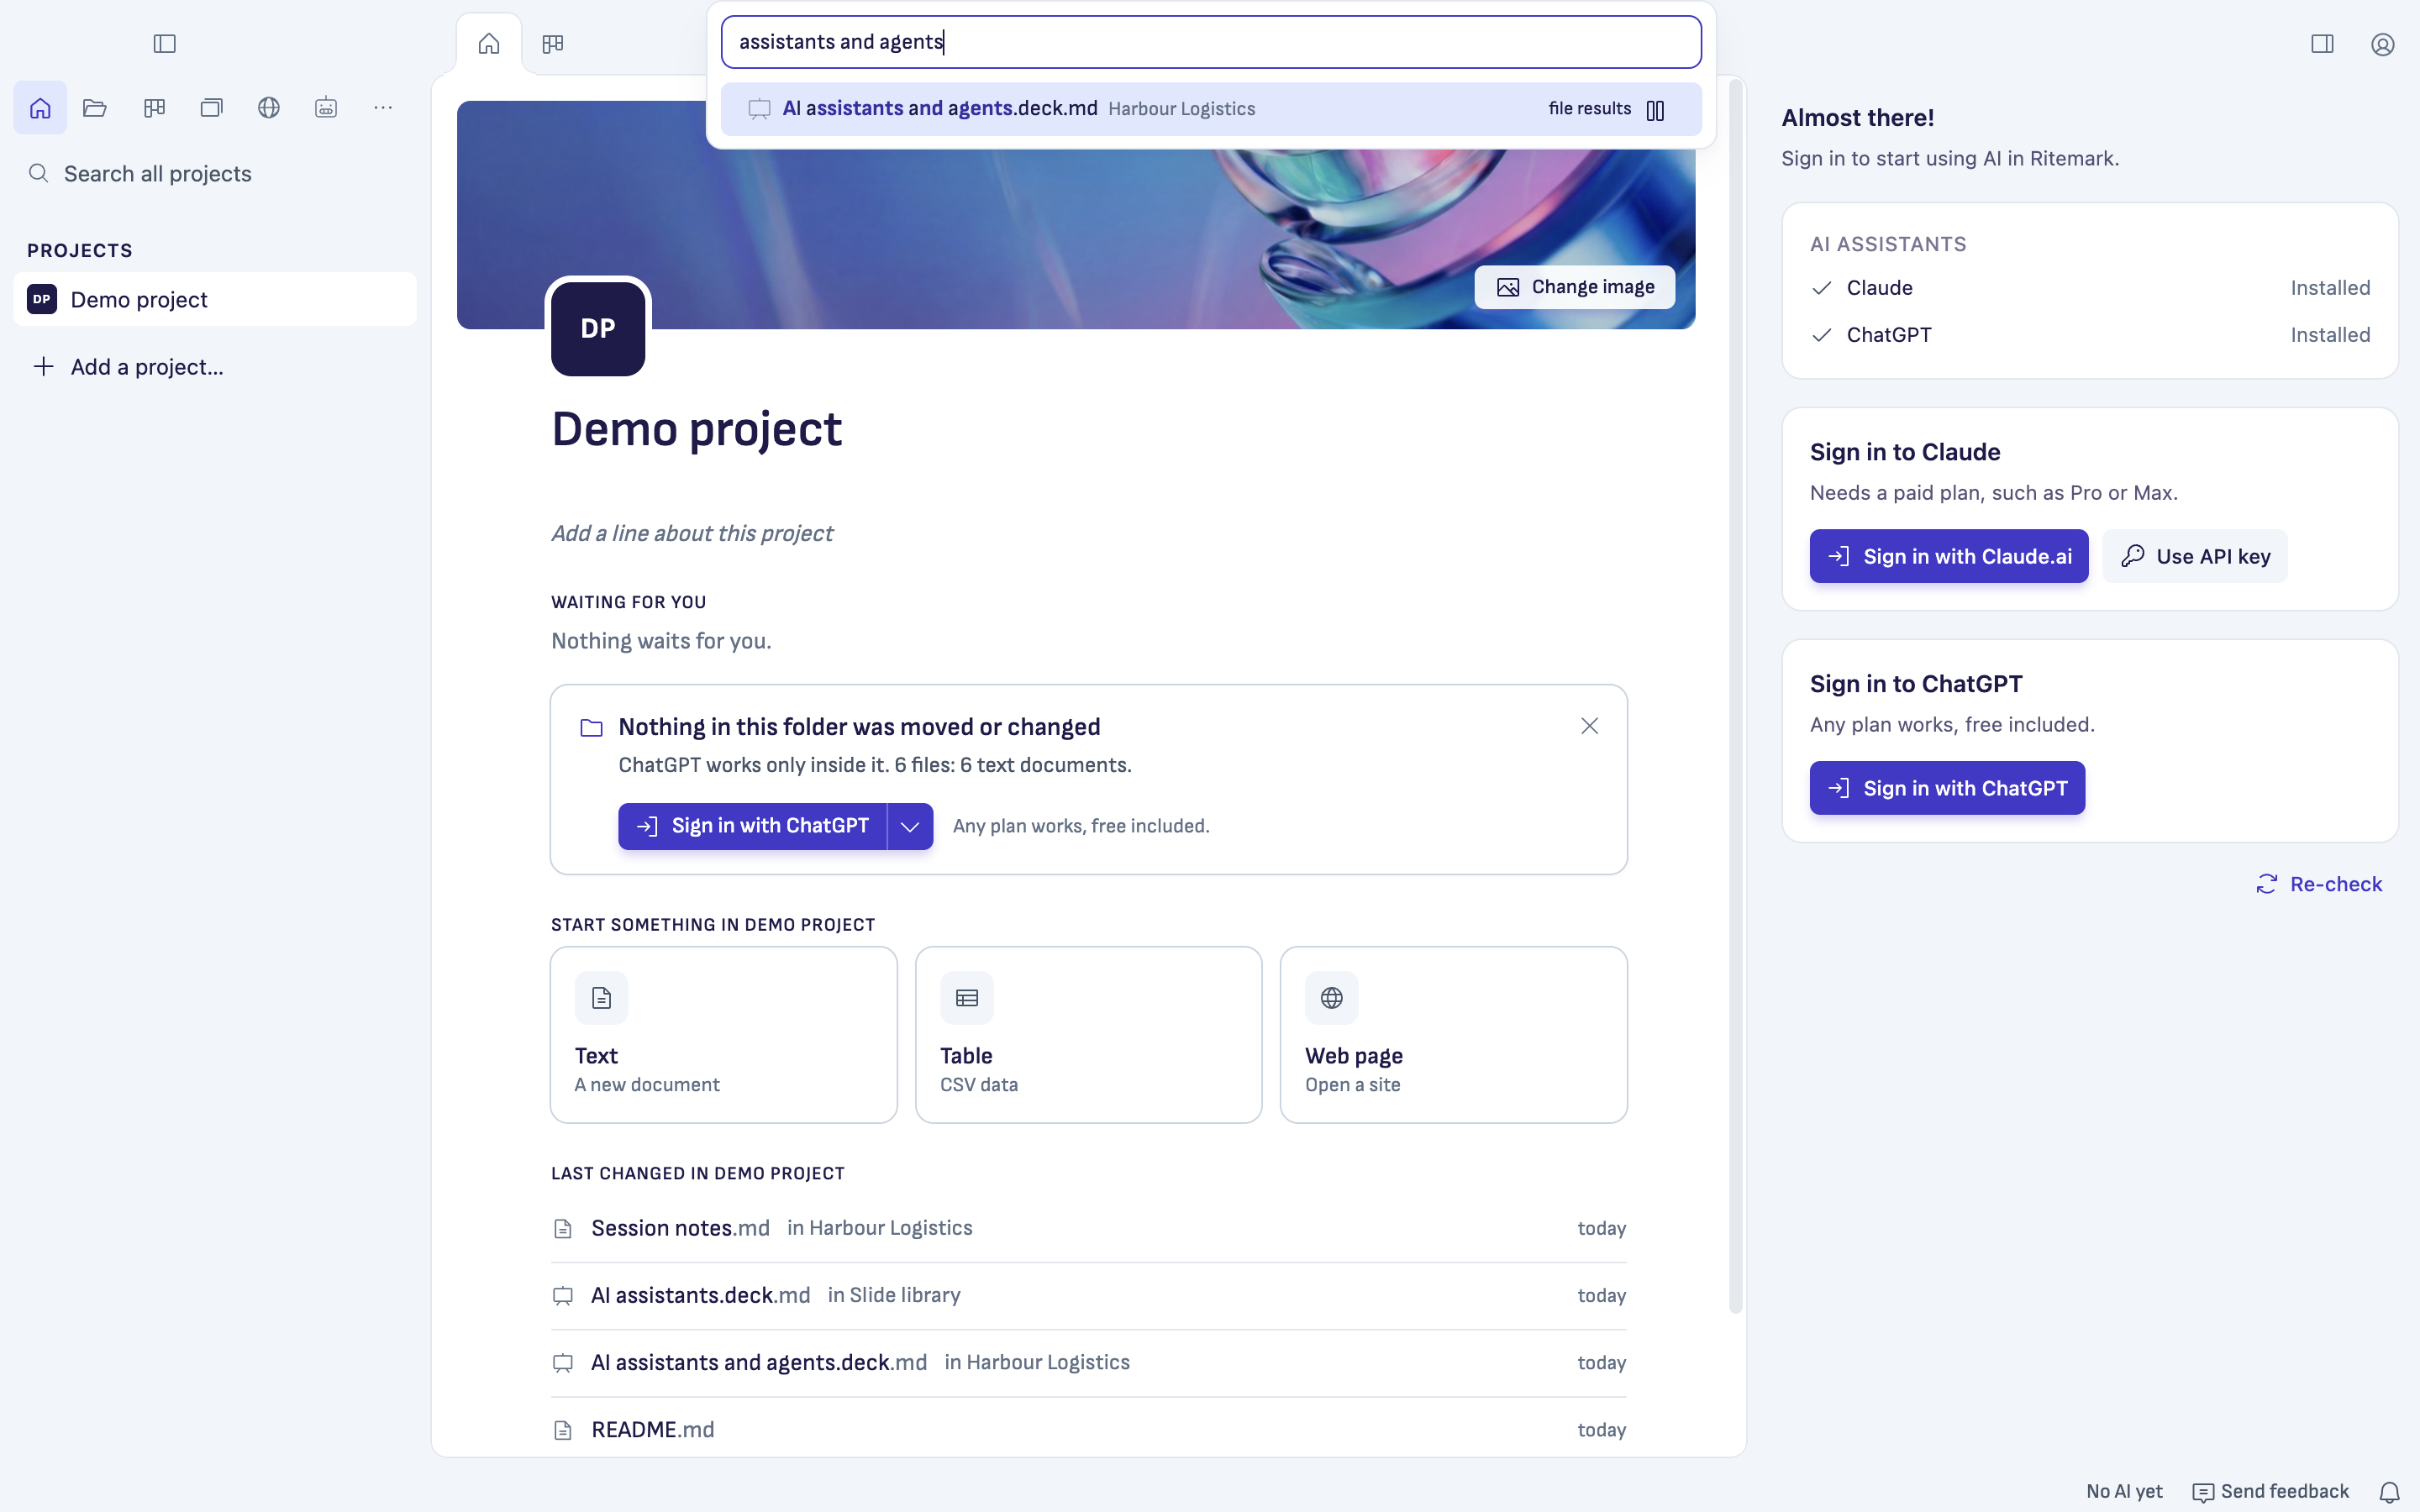 assistants and agents
AI assistants and agents.deck.md Harbour Logistics file results
Search all projects
PROJECTS
DP Demo project
Add a project...
Change image
DP
Demo project
Add a line about this project
WAITING FOR YOU
Nothing waits for you.
Nothing in this folder was moved or changed
ChatGPT works only inside it. 6 files: 6 text documents.
Sign in with ChatGPT Any plan works, free included.
START SOMETHING IN DEMO PROJECT
Text
A new document
Table
CSV data
Web page
Open a site
LAST CHANGED IN DEMO PROJECT
Session notes.md in Harbour Logistics today
AI assistants.deck.md in Slide library today
AI assistants and agents.deck.md in Harbour Logistics today
README.md today
Almost there!
Sign in to start using AI in Ritemark.
AI ASSISTANTS
Claude Installed
ChatGPT Installed
Sign in to Claude
Needs a paid plan, such as Pro or Max.
Sign in with Claude.ai Use API key
Sign in to ChatGPT
Any plan works, free included.
Sign in with ChatGPT
Re-check
No AI yet Send feedback